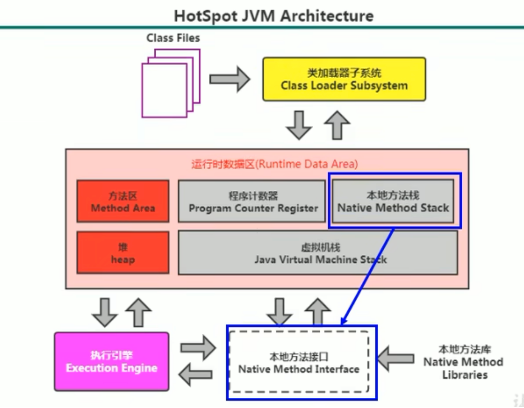 HotSpot JVM Architecture
Class Files
类加载器子系统
Class Loader Subsystem
运行时数据区(Runtime Data Area)
方法区
Method Area
程序计数器
Program Counter Register
本地方法栈
Native Method Stack
堆
heap
虚拟机栈
Java Virtual Machine Stack
执行引擎
Execution Engine
本地方法接口
Native Method Interface
本地方法库
Native Method
Libraries